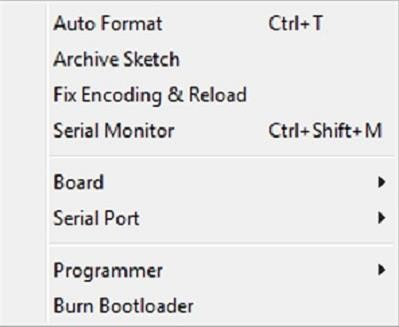 Auto Format Ctrl+T
Archive Sketch
Fix Encoding & Reload
Serial Monitor Ctrl+Shift+M
Board
Serial Port
Programmer
Burn Bootloader